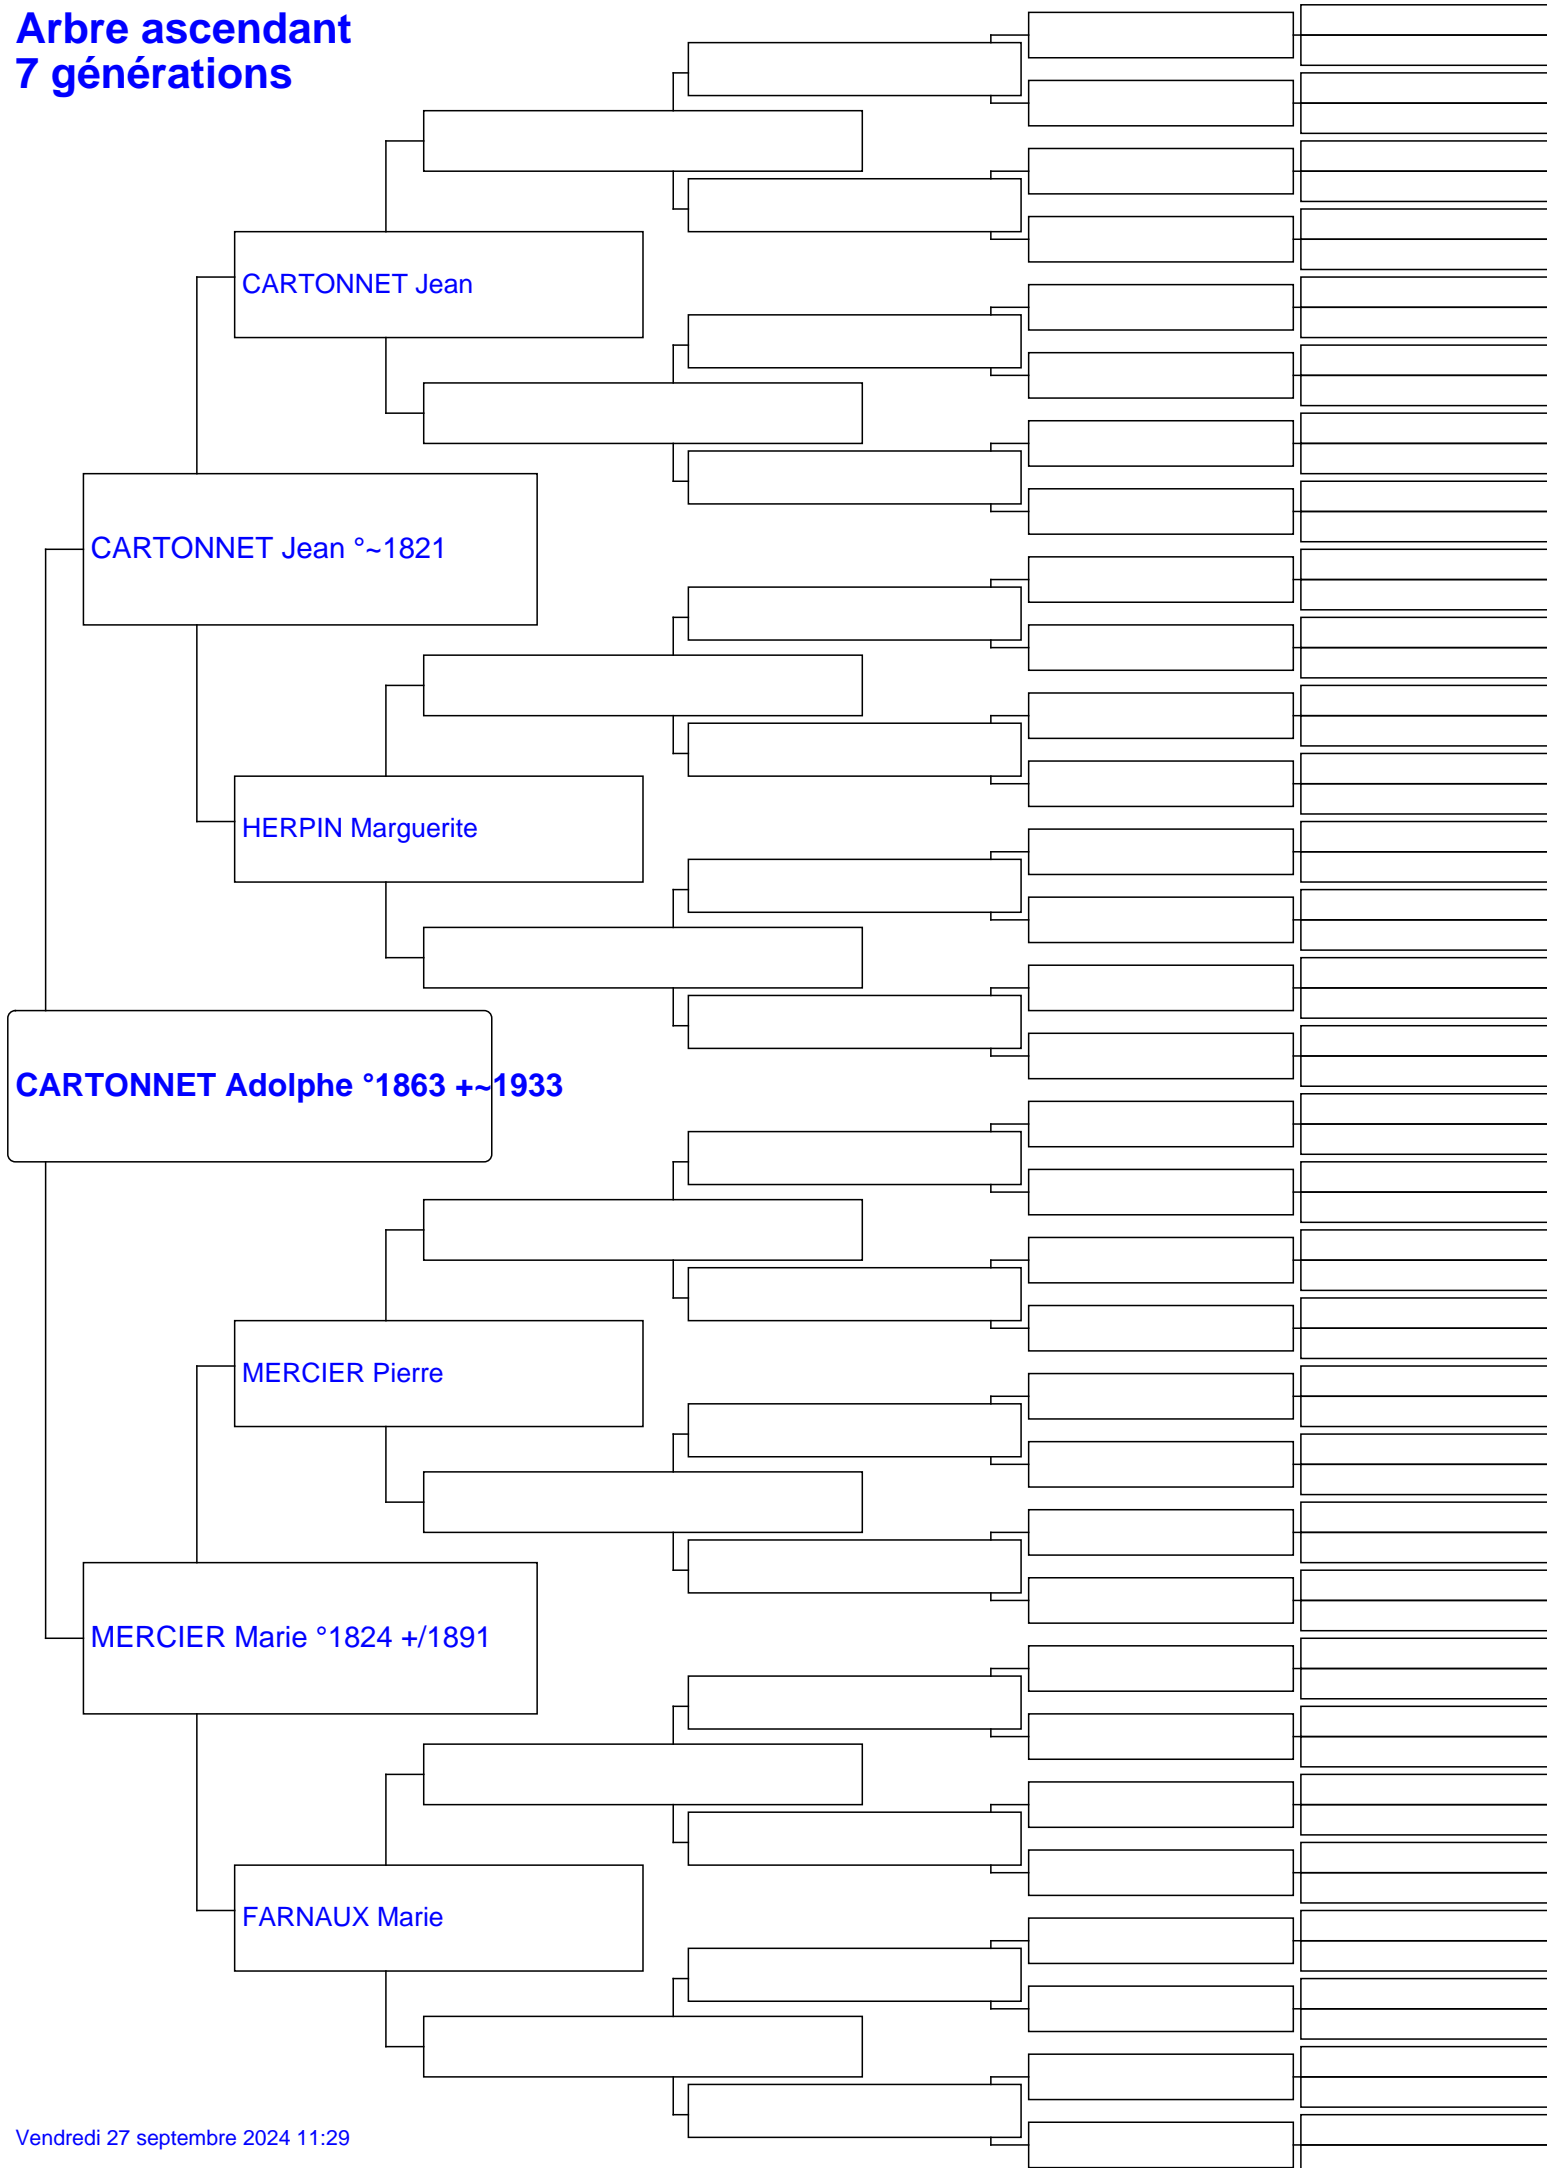 Arbre ascendant
7 générations
CARTONNET Jean
CARTONNET Jean °~1821
HERPIN Marguerite
CARTONNET Adolphe °1863 +~1933
MERCIER Pierre
MERCIER Marie °1824 +/1891
FARNAUX Marie
Vendredi 27 septembre 2024 11:29